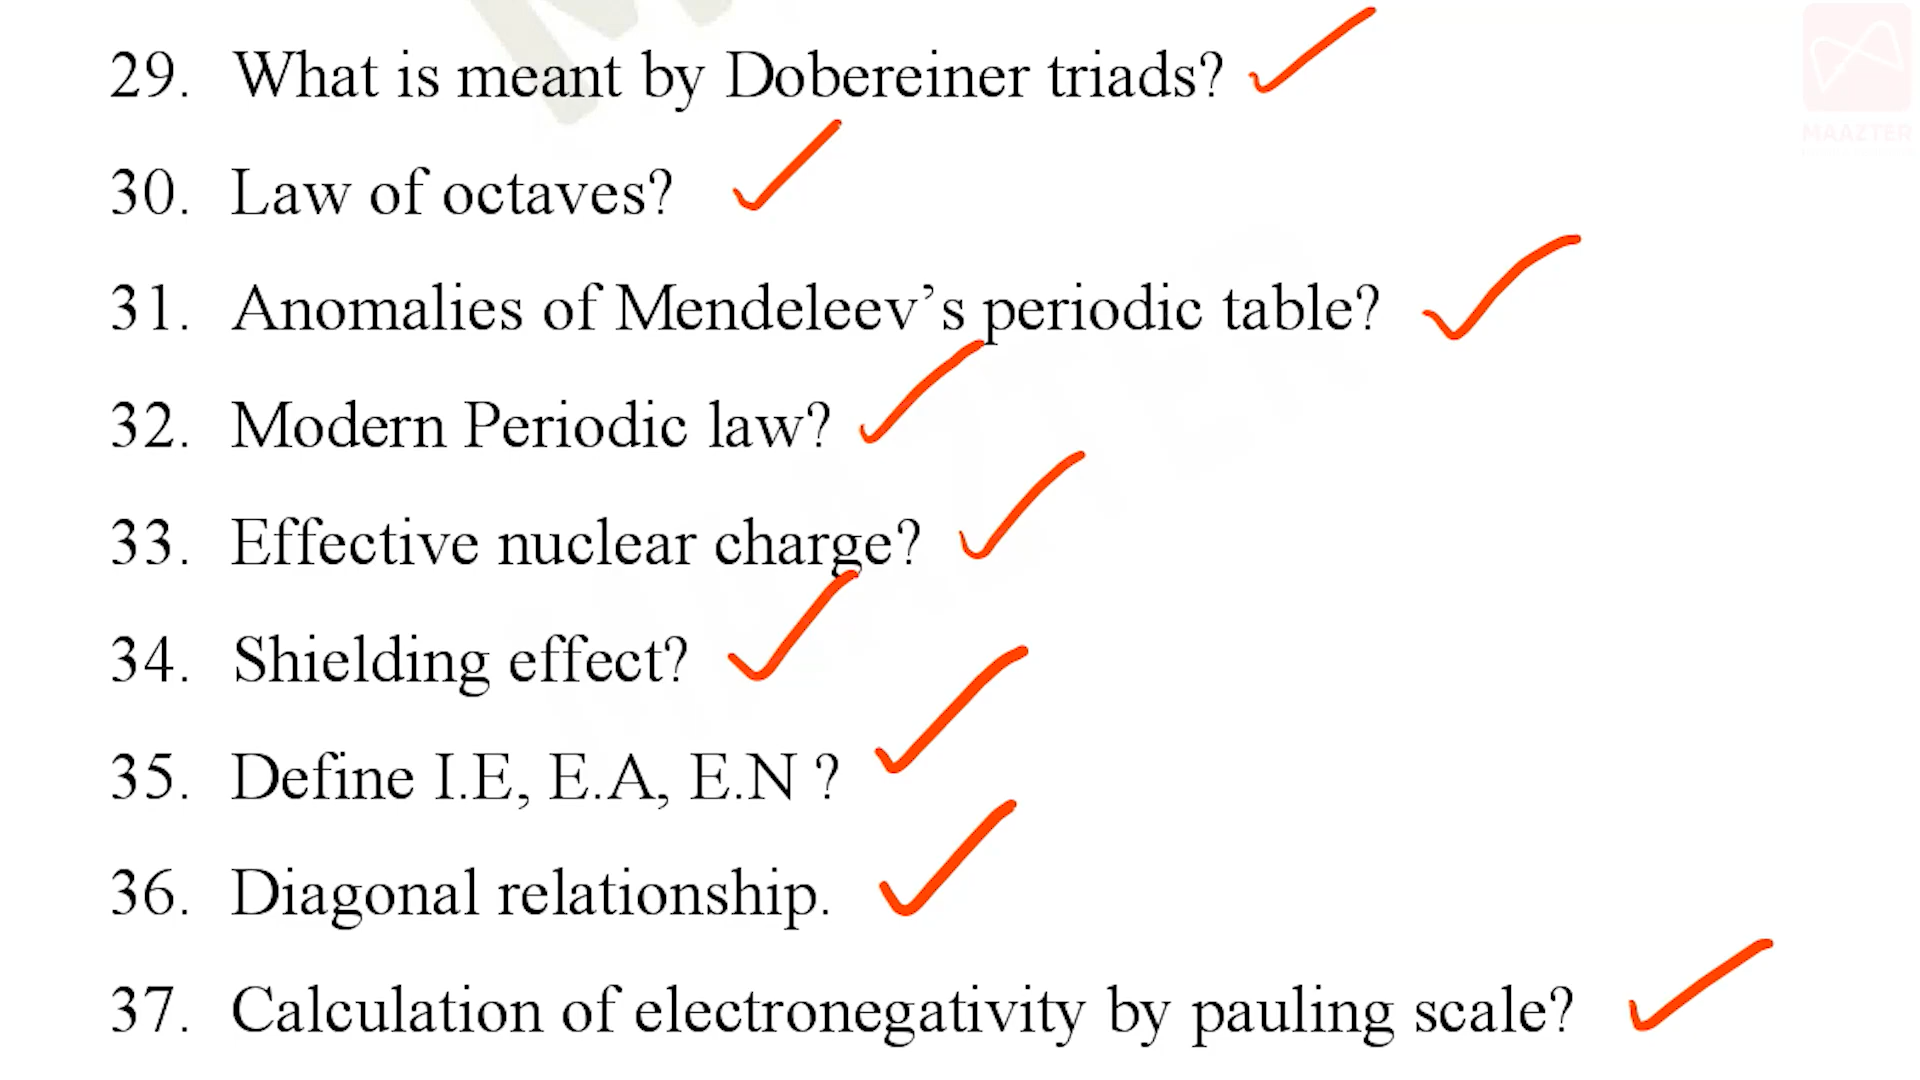 29. What is meant by Dobereiner triads?
30. Law of octaves?
31. Anomalies of Mendeleev’s periodic table?
32. Modern Periodic law?
33. Effective nuclear charge?
34. Shielding effect?
35. Define I.E, E.A, E.N ?
36. Diagonal relationship.
37. Calculation of electronegativity by pauling scale?
MAAZTER